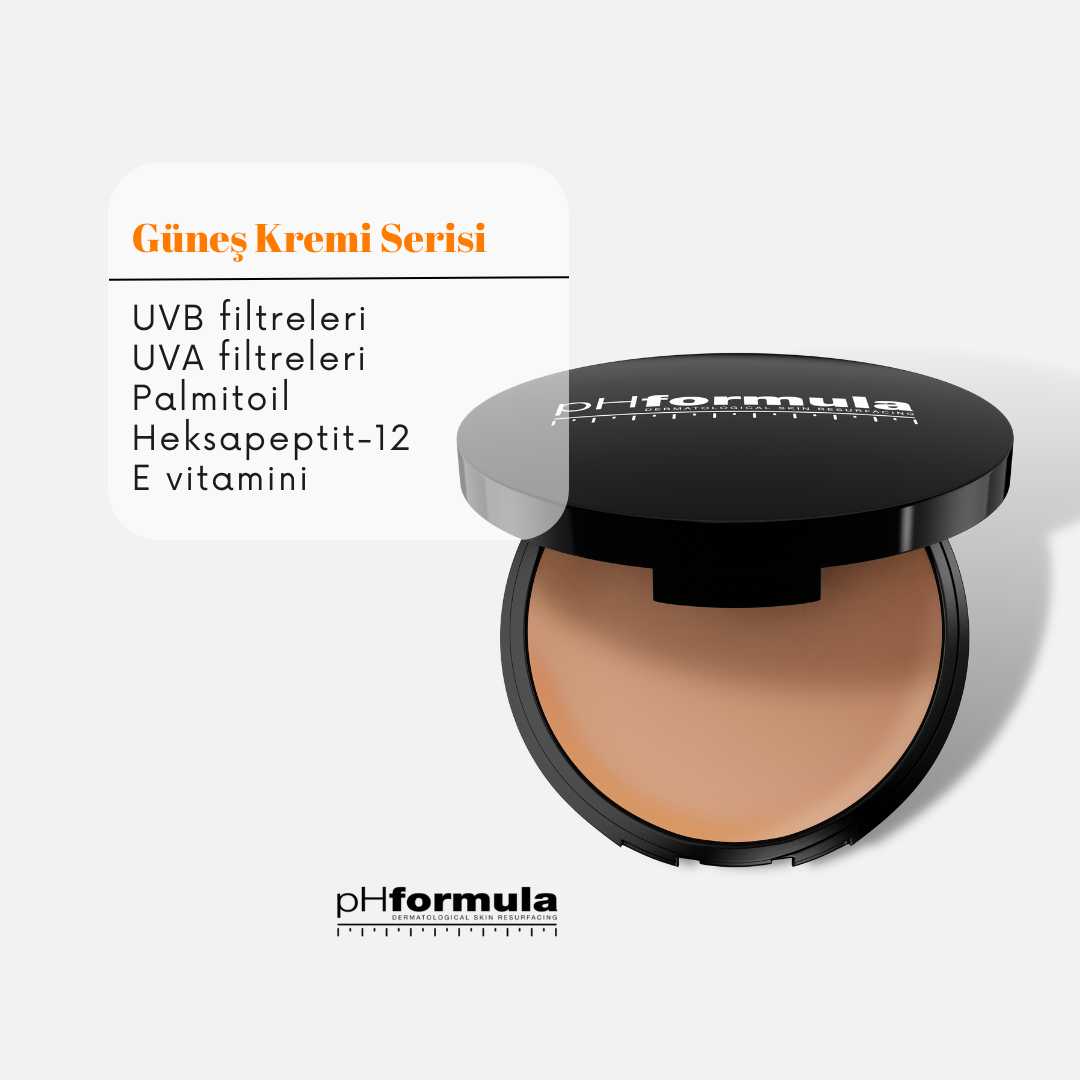 Güneş Kremi Serisi
UVB filtreleri
UVA filtreleri
Palmitoil
Heksapeptit-12
E vitamini
pHformula
DERMATOLOGICAL SKIN RESURFACING
pHformula
DERMATOLOGICAL SKIN RESURFACING